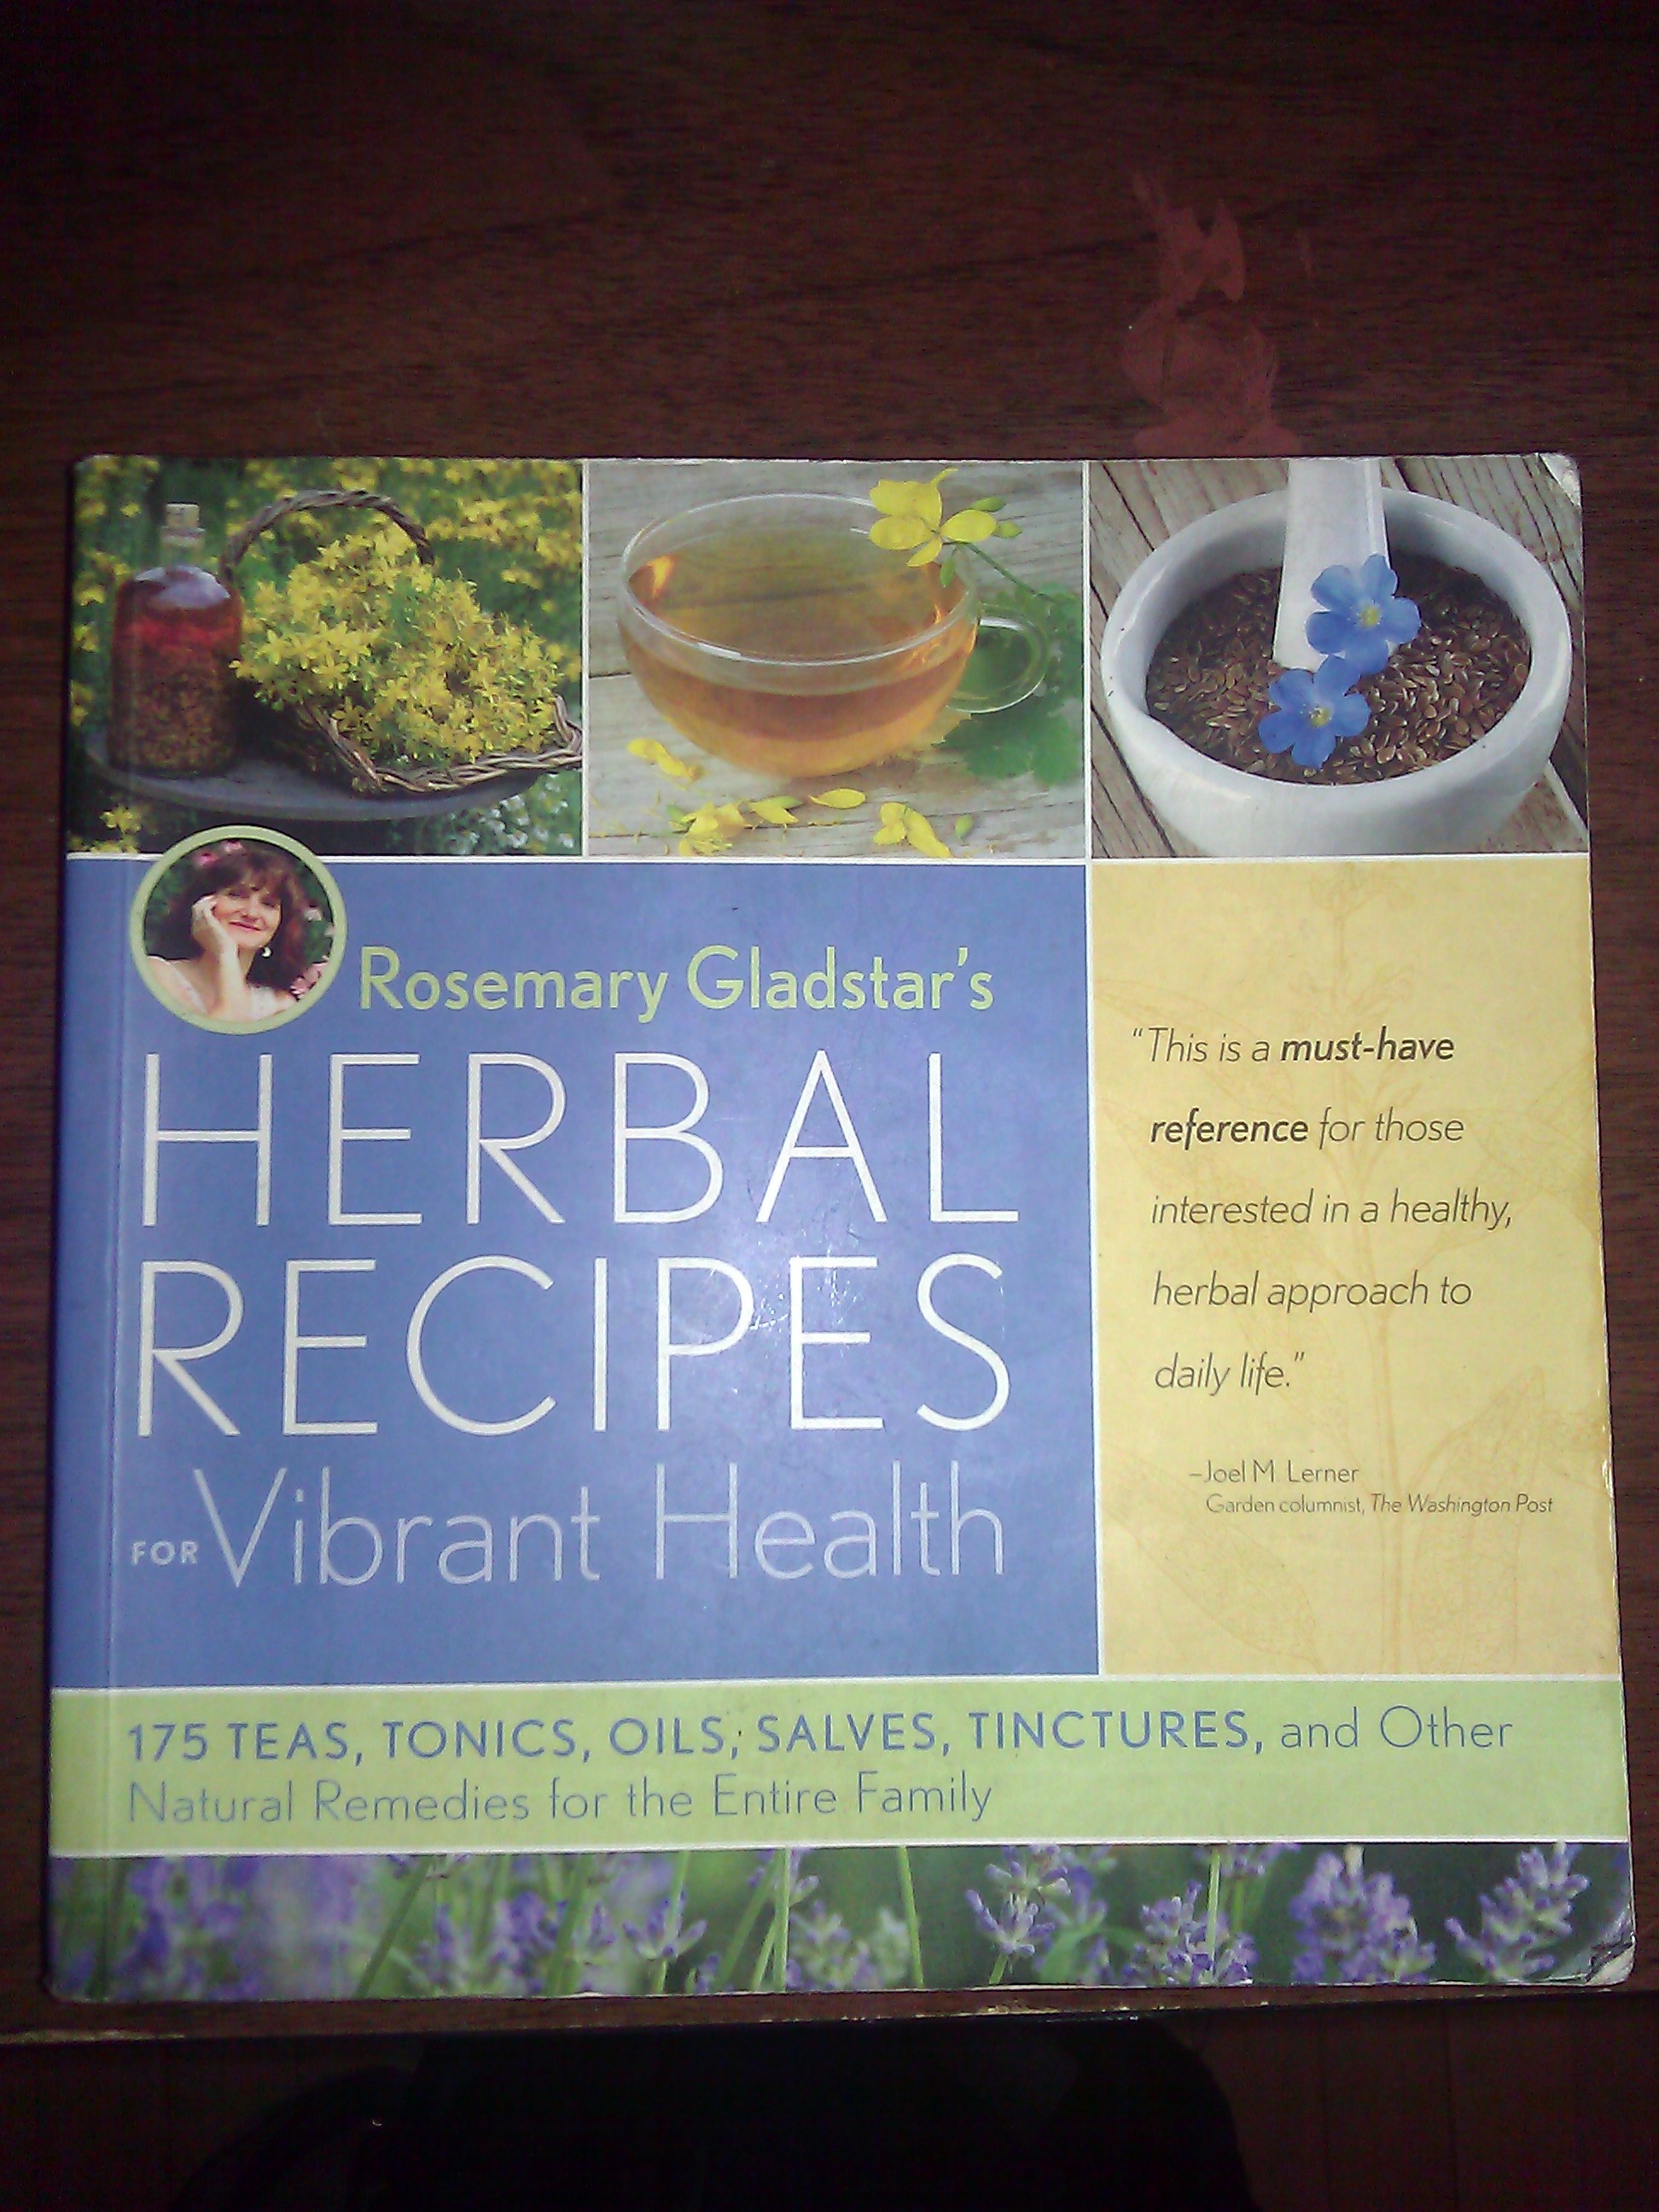 Rosemary Gladstar's
HERBAL
RECIPES
FOR Vibrant Health
"This is a must-have
reference for those
interested in a healthy,
herbal approach to
daily life."
–Joel M. Lerner
Garden columnist, The Washington Post
175 TEAS, TONICS, OILS, SALVES, TINCTURES, and Other
Natural Remedies for the Entire Family